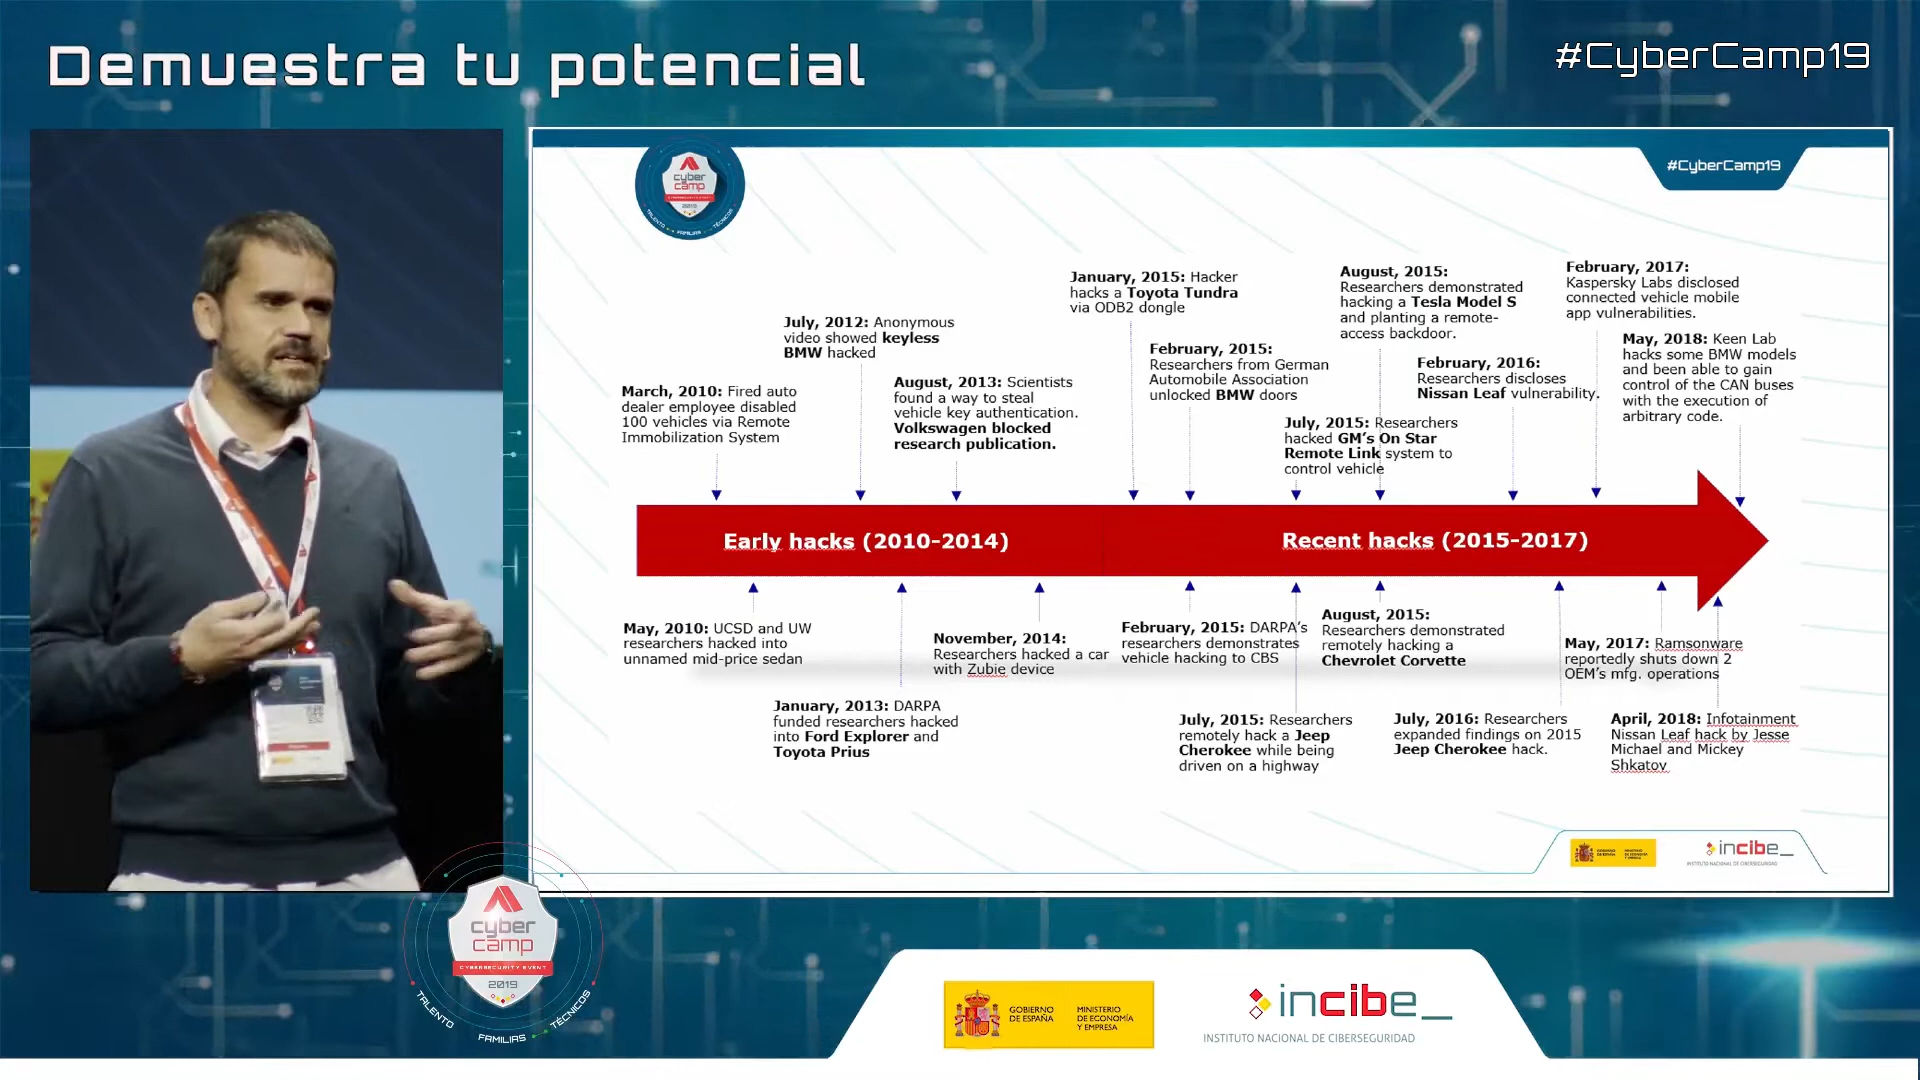 Demuestra tu potencial
#CyberCamp19
#CyberCamp19
cyber
camp
CYBERSECURITY EVENT
2019
TALENTO FAMILIAS TÉCNICOS
March, 2010: Fired auto
dealer employee disabled
100 vehicles via Remote
Immobilization System
July, 2012: Anonymous
video showed keyless
BMW hacked
August, 2013: Scientists
found a way to steal
vehicle key authentication.
Volkswagen blocked
research publication.
January, 2015: Hacker
hacks a Toyota Tundra
via ODB2 dongle
February, 2015:
Researchers from German
Automobile Association
unlocked BMW doors
July, 2015: Researchers
hacked GM's On Star
Remote Link system to
control vehicle
August, 2015:
Researchers demonstrated
hacking a Tesla Model S
and planting a remote-
access backdoor.
February, 2016:
Researchers discloses
Nissan Leaf vulnerability.
February, 2017:
Kaspersky Labs disclosed
connected vehicle mobile
app vulnerabilities.
May, 2018: Keen Lab
hacks some BMW models
and been able to gain
control of the CAN buses
with the execution of
arbitrary code.
Early hacks (2010-2014)
Recent hacks (2015-2017)
May, 2010: UCSD and UW
researchers hacked into
unnamed mid-price sedan
January, 2013: DARPA
funded researchers hacked
into Ford Explorer and
Toyota Prius
November, 2014:
Researchers hacked a car
with Zubie device
February, 2015: DARPA's
researchers demonstrates
vehicle hacking to CBS
July, 2015: Researchers
remotely hack a Jeep
Cherokee while being
driven on a highway
August, 2015:
Researchers demonstrated
remotely hacking a
Chevrolet Corvette
July, 2016: Researchers
expanded findings on 2015
Jeep Cherokee hack.
May, 2017: Ramsonware
reportedly shuts down 2
OEM's mfg. operations
April, 2018: Infotainment
Nissan Leaf hack by Jesse
Michael and Mickey
Shkatov
GOBIERNO DE ESPAÑA
MINISTERIO DE ECONOMÍA Y EMPRESA
incibe_
INSTITUTO NACIONAL DE CIBERSEGURIDAD
cyber
camp
CYBERSECURITY EVENT
2019
TALENTO FAMILIAS TÉCNICOS
GOBIERNO
DE ESPAÑA
MINISTERIO
DE ECONOMÍA
Y EMPRESA
incibe_
INSTITUTO NACIONAL DE CIBERSEGURIDAD